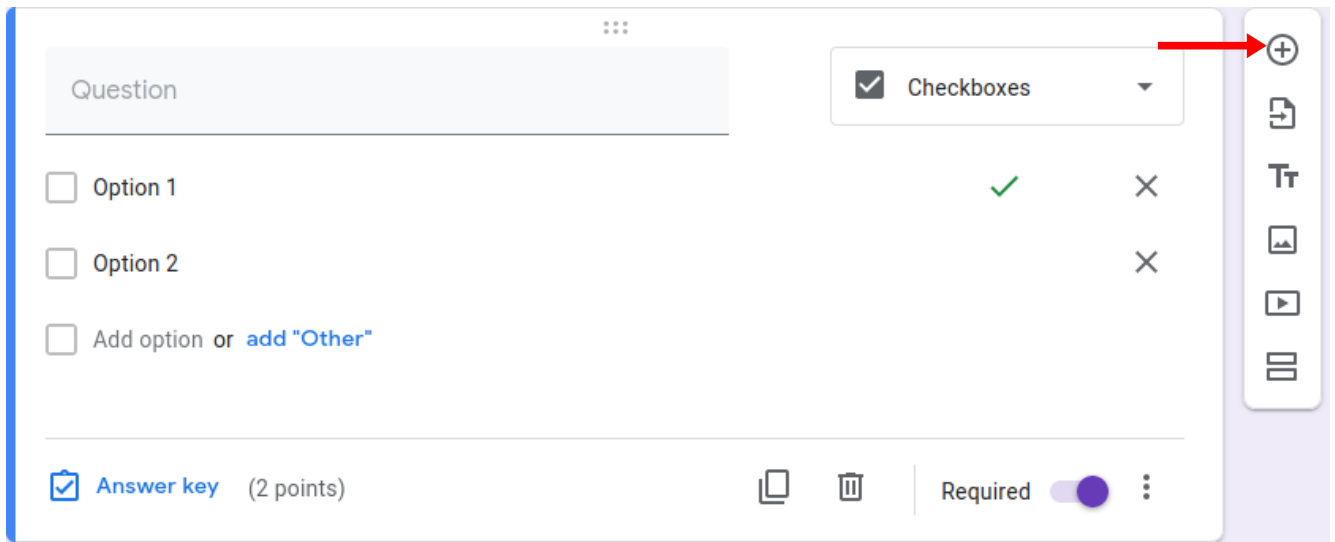 Question
Checkboxes
Option 1
Option 2
Add option or add "Other"
Answer key (2 points)
Required